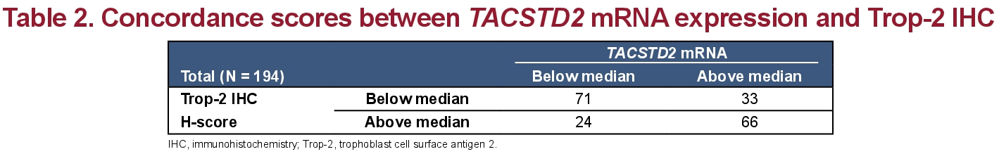 Table 2. Concordance scores between TACSTD2 mRNA expression and Trop-2 IHC
TACSTD2 mRNA
Total (N = 194) Below median Above median
Trop-2 IHC Below median 71 33
H-score Above median 24 66
IHC, immunohistochemistry; Trop-2, trophoblast cell surface antigen 2.